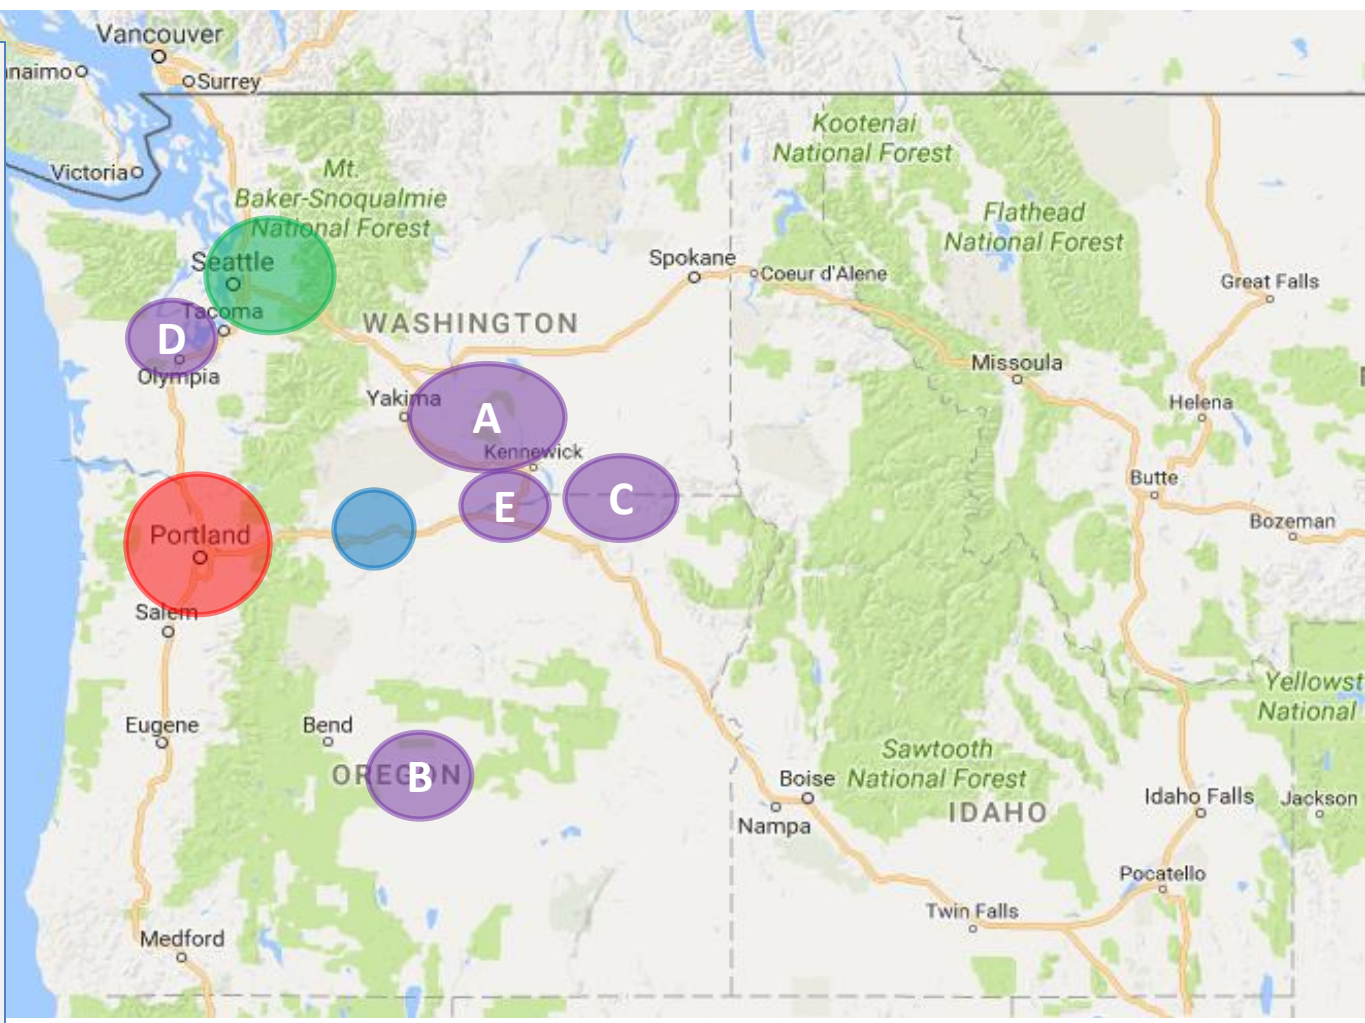 Vancouver
Surrey
Victoria
Mt.
Baker-Snoqualmie
National Forest
Kootenai
National Forest
Flathead
National Forest
Seattle
Spokane
Coeur d'Alene
Great Falls
Tacoma
WASHINGTON
D
Olympia
Missoula
Yakima
A
Helena
Kennewick
Butte
E
C
Bozeman
Portland
Salem
Yellowst
National
Eugene
Bend
OREGON
B
Sawtooth
National Forest
Boise
IDAHO
Idaho Falls
Jackson
Nampa
Pocatello
Twin Falls
Medford